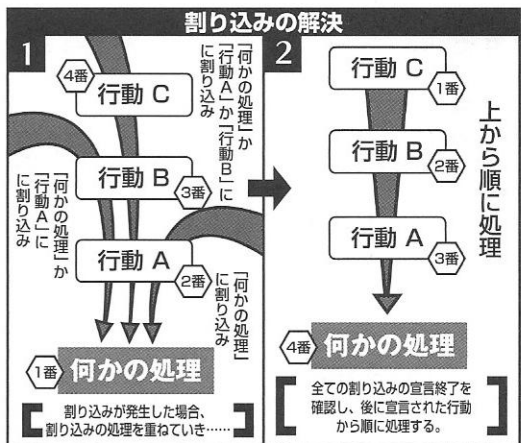 割り込みの解決
1
4番
行動 C
「何かの処理」か
「行動A」か「行動B」に
割り込み
行動 B
3番
「何かの処理」か
「行動A」に
割り込み
行動 A
2番
「何かの処理」
に割り込み
1番
何かの処理
割り込みが発生した場合、
割り込みの処理を重ねていき……
2
行動 C
1番
行動 B
2番
行動 A
3番
上から順に処理
4番
何かの処理
全ての割り込みの宣言終了を
確認し、後に宣言された行動
から順に処理する。